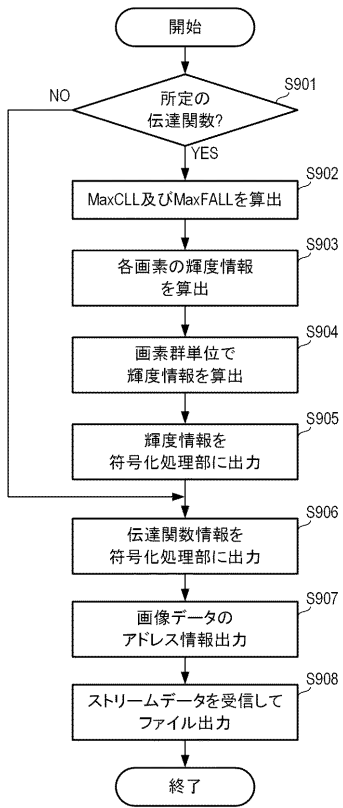 開始
S901
NO
所定の
伝達関数?
YES
S902
MaxCLL及びMaxFALLを算出
S903
各画素の輝度情報
を算出
S904
画素群単位で
輝度情報を算出
S905
輝度情報を
符号化処理部に出力
S906
伝達関数情報を
符号化処理部に出力
S907
画像データの
アドレス情報出力
S908
ストリームデータを受信して
ファイル出力
終了